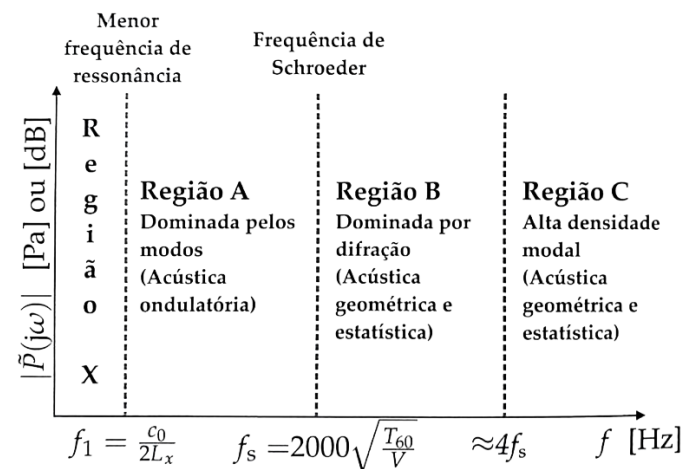 Menor
frequência de
ressonância
Frequência de
Schroeder
|P̃(jω)| [Pa] ou [dB]
R
e
g
i
ã
o
X
Região A
Dominada pelos
modos
(Acústica
ondulatória)
Região B
Dominada por
difração
(Acústica
geométrica e
estatística)
Região C
Alta densidade
modal
(Acústica
geométrica e
estatística)
f₁ = c₀/2Lₓ
fₛ =2000√(T₆₀/V)
≈4fₛ
f [Hz]